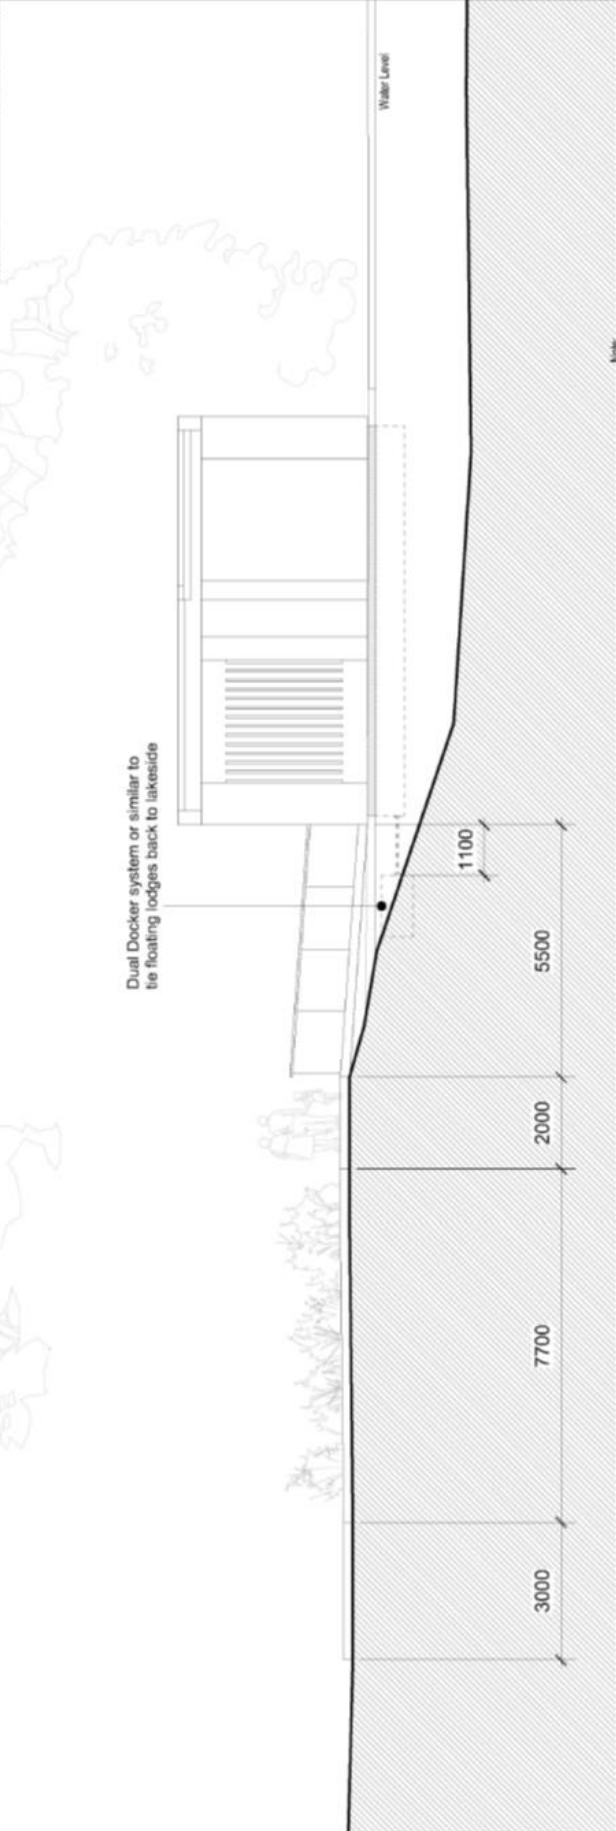 Dual Docker system or similar to
tie floating lodges back to lakeside
Water Level
3000
7700
2000
5500
1100